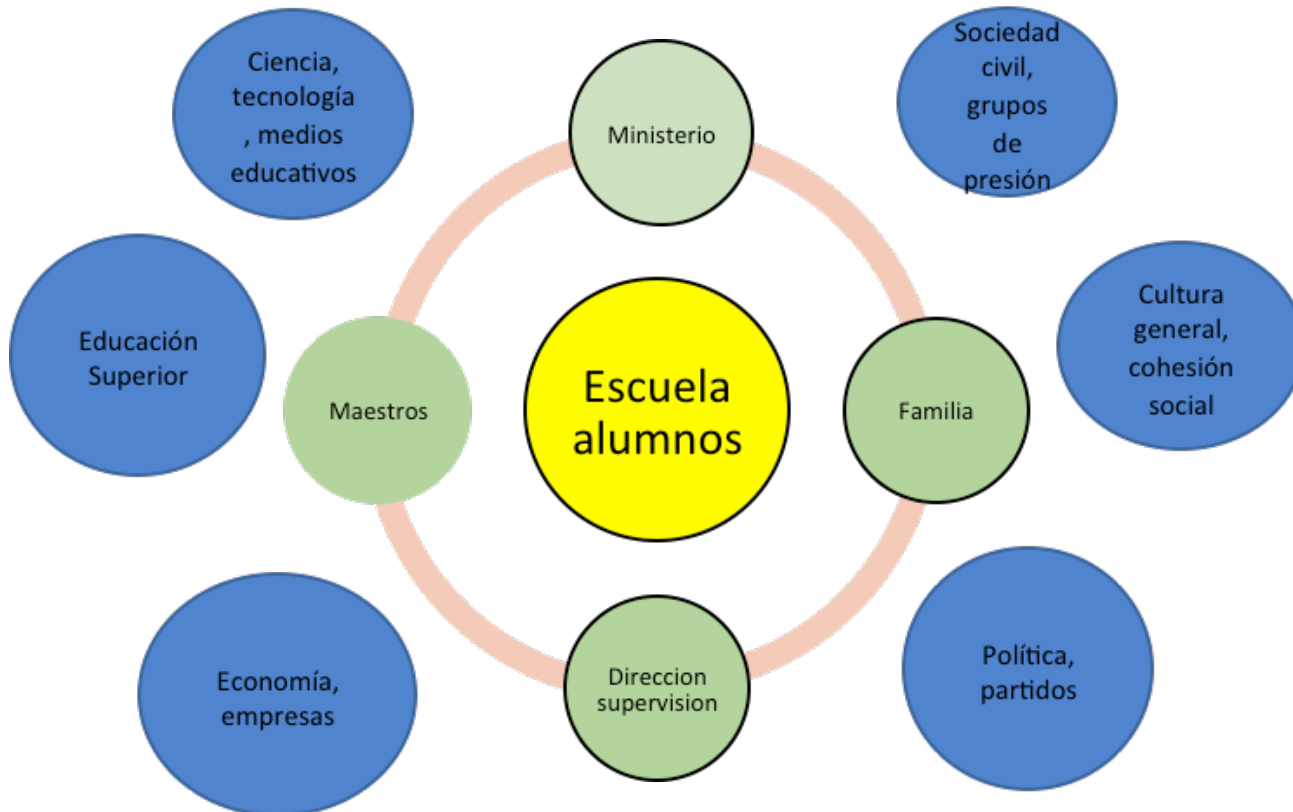 Ciencia,
tecnología
, medios
educativos
Ministerio
Sociedad
civil,
grupos
de
presión
Educación
Superior
Maestros
Escuela
alumnos
Familia
Cultura
general,
cohesión
social
Economía,
empresas
Direccion
supervision
Política,
partidos